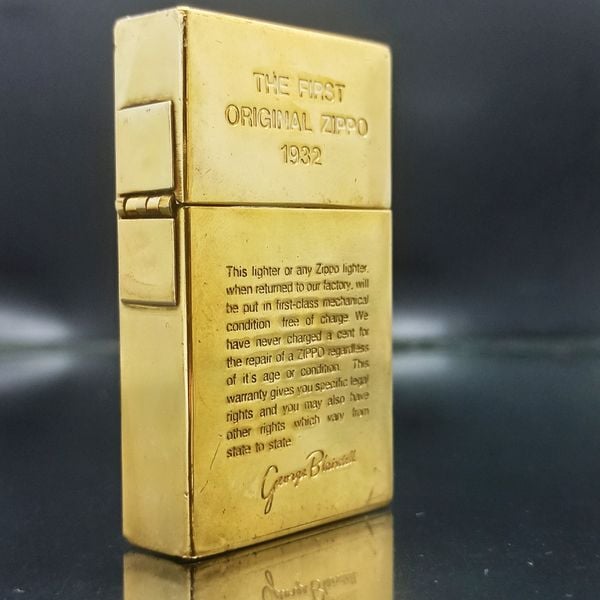 THE FIRST
ORIGINAL ZIPPO
1932
This lighter or any Zippo lighter,
when returned to our factory, will
be put in first-class mechanical
condition free of charge. We
have never charged a cent for
the repair of a ZIPPO regardless
of it's age or condition. This
warranty gives you specific legal
rights and you may also have
other rights which vary from
state to state.
George Blaisdell